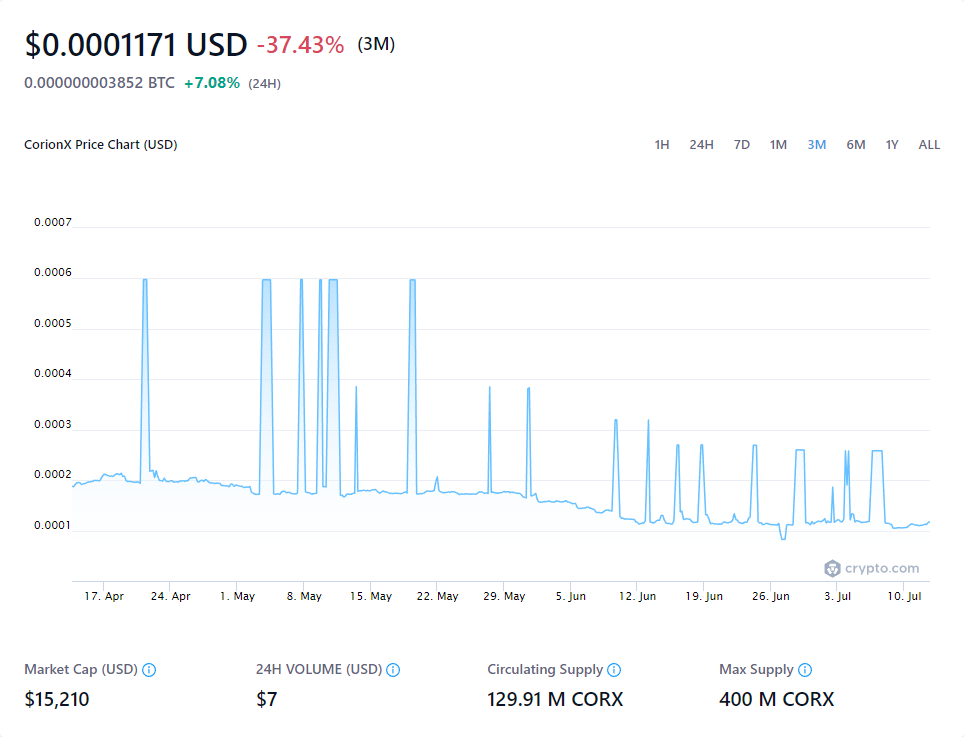 $0.0001171 USD -37.43% (3M)
0.000000003852 BTC +7.08% (24H)
CorionX Price Chart (USD) 1H 24H 7D 1M 3M 6M 1Y ALL
0.0007
0.0006
0.0005
0.0004
0.0003
0.0002
0.0001
crypto.com
17. Apr 24. Apr 1. May 8. May 15. May 22. May 29. May 5. Jun 12. Jun 19. Jun 26. Jun 3. Jul 10. Jul
Market Cap (USD) 24H VOLUME (USD) Circulating Supply Max Supply
$15,210 $7 129.91 M CORX 400 M CORX